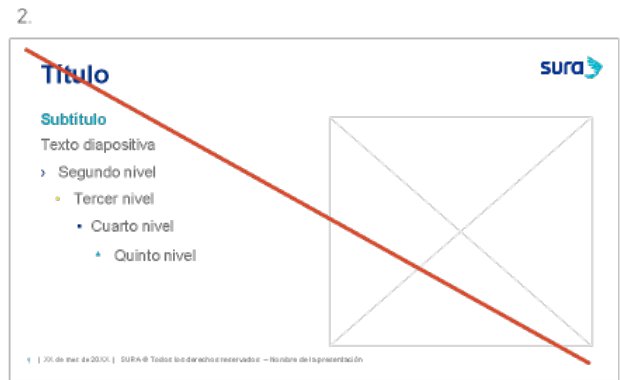 2.
Título
sura
Subtítulo
Texto diapositiva
› Segundo nivel
Tercer nivel
• Cuarto nivel
Quinto nivel
1 | XX de mes de 20XX | SURA ® Todos los derechos reservados – Nombre de la presentación